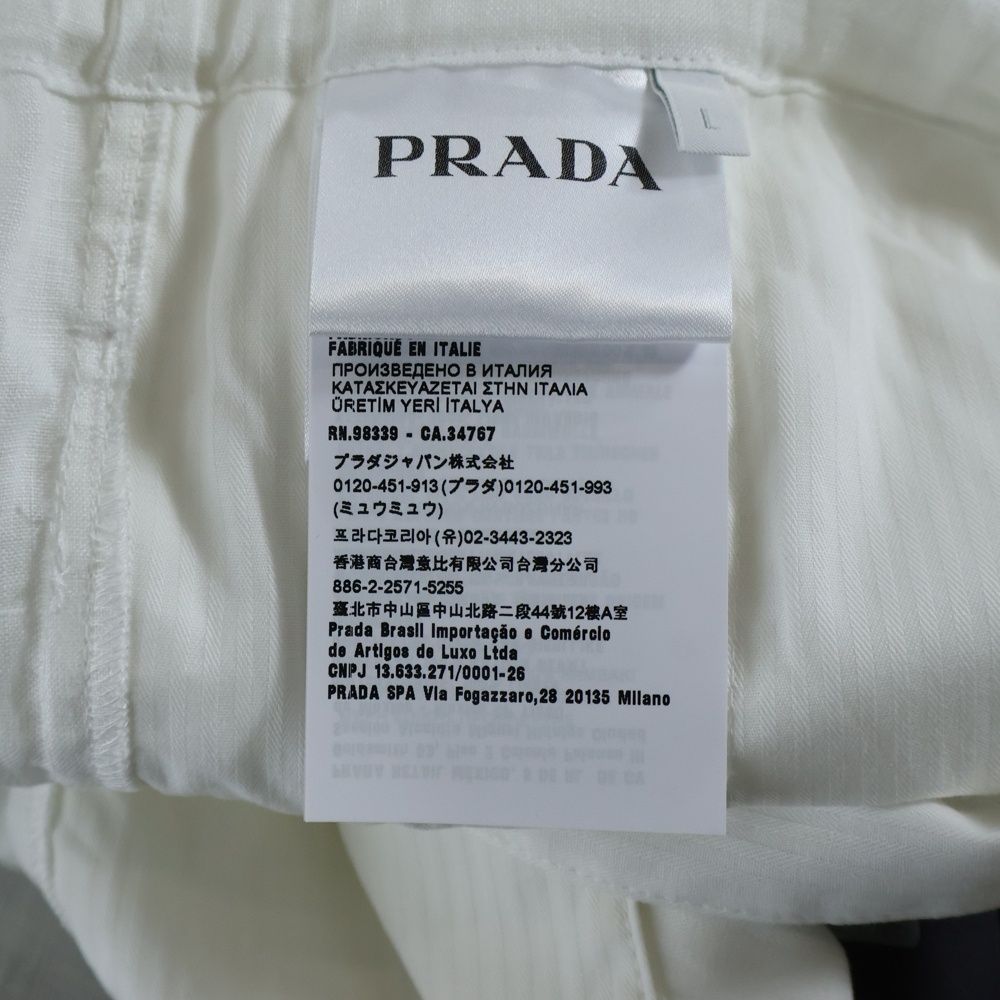 PRADA
L
FABRIQUÉ EN ITALIE
ПРОИЗВЕДЕНО В ИТАЛИЯ
ΚΑΤΑΣΚΕΥΑΖΕΤΑΙ ΣΤΗΝ ΙΤΑΛΙΑ
ÜRETİM YERİ İTALYA
RN.98339 - CA.34767
プラダジャパン株式会社
0120-451-913(プラダ)0120-451-993
(ミュウミュウ)
프라다코리아(유)02-3443-2323
香港商台灣意比有限公司台灣分公司
886-2-2571-5255
臺北市中山區中山北路二段44號12樓A室
Prada Brasil Importação e Comércio
de Artigos de Luxo Ltda
CNPJ 13.633.271/0001-26
PRADA SPA Via Fogazzaro,28 20135 Milano